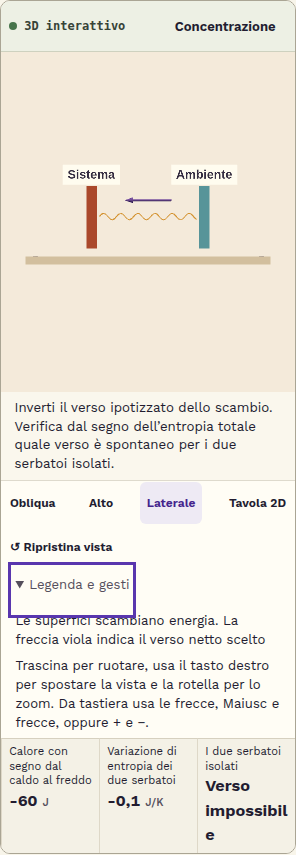 3D interattivo
Concentrazione
Sistema
Ambiente
Inverti il verso ipotizzato dello scambio.
Verifica dal segno dell’entropia totale
quale verso è spontaneo per i due
serbatoi isolati.
Obliqua
Alto
Laterale
Tavola 2D
↺ Ripristina vista
▼ Legenda e gesti
Le superfici scambiano energia. La
freccia viola indica il verso netto scelto
Trascina per ruotare, usa il tasto destro
per spostare la vista e la rotella per lo
zoom. Da tastiera usa le frecce, Maiusc e
frecce, oppure + e −.
Calore con
segno dal
caldo al freddo
−60 J
Variazione di
entropia dei
due serbatoi
−0,1 J/K
I due serbatoi
isolati
Verso
impossibil
e